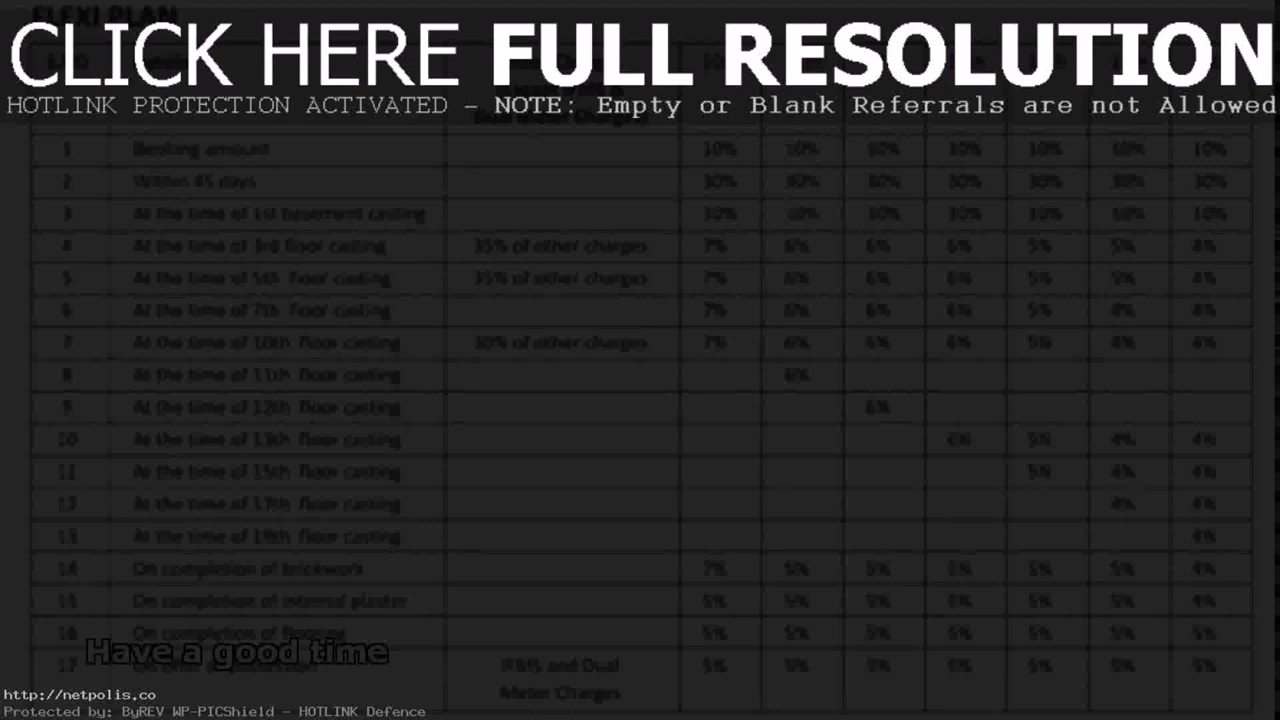 FLEXI PLAN
CLICK HERE FULL RESOLUTION
HOTLINK PROTECTION ACTIVATED – NOTE: Empty or Blank Referrals are not Allowed
1 Booking amount 10% 10% 10% 10% 10% 10% 10%
2 Within 45 days 30% 30% 30% 30% 30% 30% 30%
3 At the time of 1st basement casting 10% 10% 10% 10% 10% 10% 10%
4 At the time of 3rd floor casting 35% of other charges 7% 6% 6% 6% 5% 5% 4%
5 At the time of 5th floor casting 35% of other charges 7% 6% 6% 6% 5% 5% 4%
6 At the time of 7th floor casting 7% 6% 6% 6% 5% 4% 4%
7 At the time of 10th floor casting 30% of other charges 7% 6% 6% 6% 5% 4% 4%
8 At the time of 11th floor casting 6%
9 At the time of 12th floor casting 6%
10 At the time of 13th floor casting 6% 5% 4% 4%
11 At the time of 15th floor casting 5% 4% 4%
12 At the time of 17th floor casting 4% 4%
13 At the time of floor casting 4%
14 On completion of brickwork 7% 5% 5% 5% 5% 5% 4%
15 On completion of internal plaster 5% 5% 5% 5% 5% 5% 4%
16 On completion of flooring 5% 5% 5% 5% 5% 5% 5%
Have a good time
17 IFMS and Dual 5% 5% 5% 5% 5% 5% 5%
Meter Charges
http://netpolis.co
Protected by: ByREV WP-PICShield – HOTLINK Defence